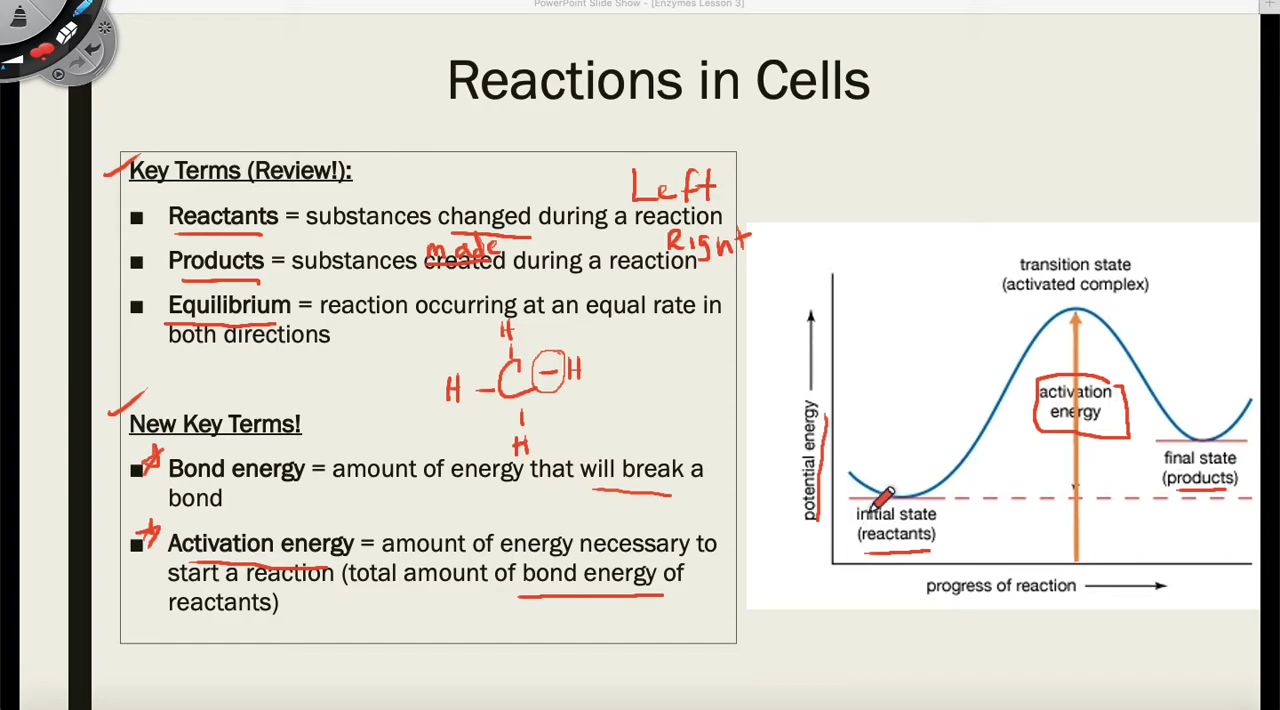 PowerPoint Slide Show - [Enzymes Lesson 3]
Reactions in Cells
Key Terms (Review!):
Left
■ Reactants = substances changed during a reaction
Right
made
■ Products = substances created during a reaction
■ Equilibrium = reaction occurring at an equal rate in
both directions
H
H - C - H
H
New Key Terms!
■ Bond energy = amount of energy that will break a
bond
■ Activation energy = amount of energy necessary to
start a reaction (total amount of bond energy of
reactants)
transition state
(activated complex)
activation
energy
potential energy
final state
(products)
initial state
(reactants)
progress of reaction